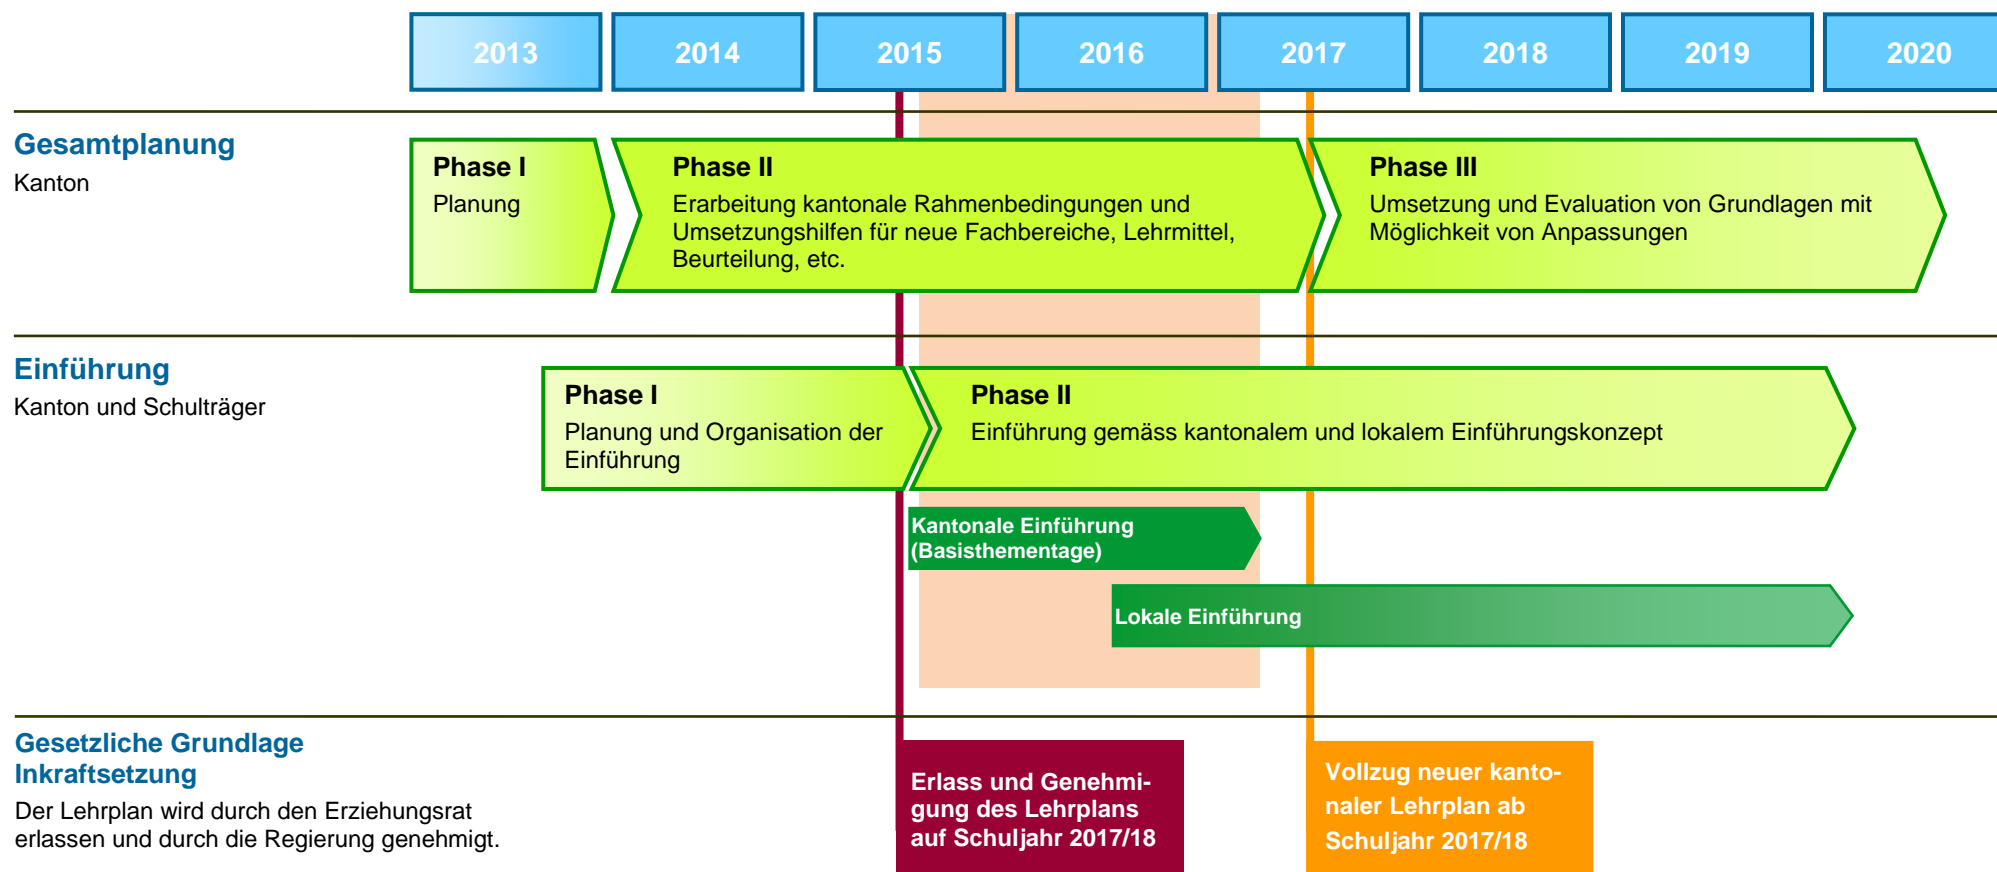 2013 2014 2015 2016 2017 2018 2019 2020
Gesamtplanung
Kanton
Phase I
Planung
Phase II
Erarbeitung kantonale Rahmenbedingungen und
Umsetzungshilfen für neue Fachbereiche, Lehrmittel,
Beurteilung, etc.
Phase III
Umsetzung und Evaluation von Grundlagen mit
Möglichkeit von Anpassungen
Einführung
Kanton und Schulträger
Phase I
Planung und Organisation der
Einführung
Phase II
Einführung gemäss kantonalem und lokalem Einführungskonzept
Kantonale Einführung
(Basisthementage)
Lokale Einführung
Gesetzliche Grundlage
Inkraftsetzung
Der Lehrplan wird durch den Erziehungsrat
erlassen und durch die Regierung genehmigt.
Erlass und Genehmi-
gung des Lehrplans
auf Schuljahr 2017/18
Vollzug neuer kanto-
naler Lehrplan ab
Schuljahr 2017/18